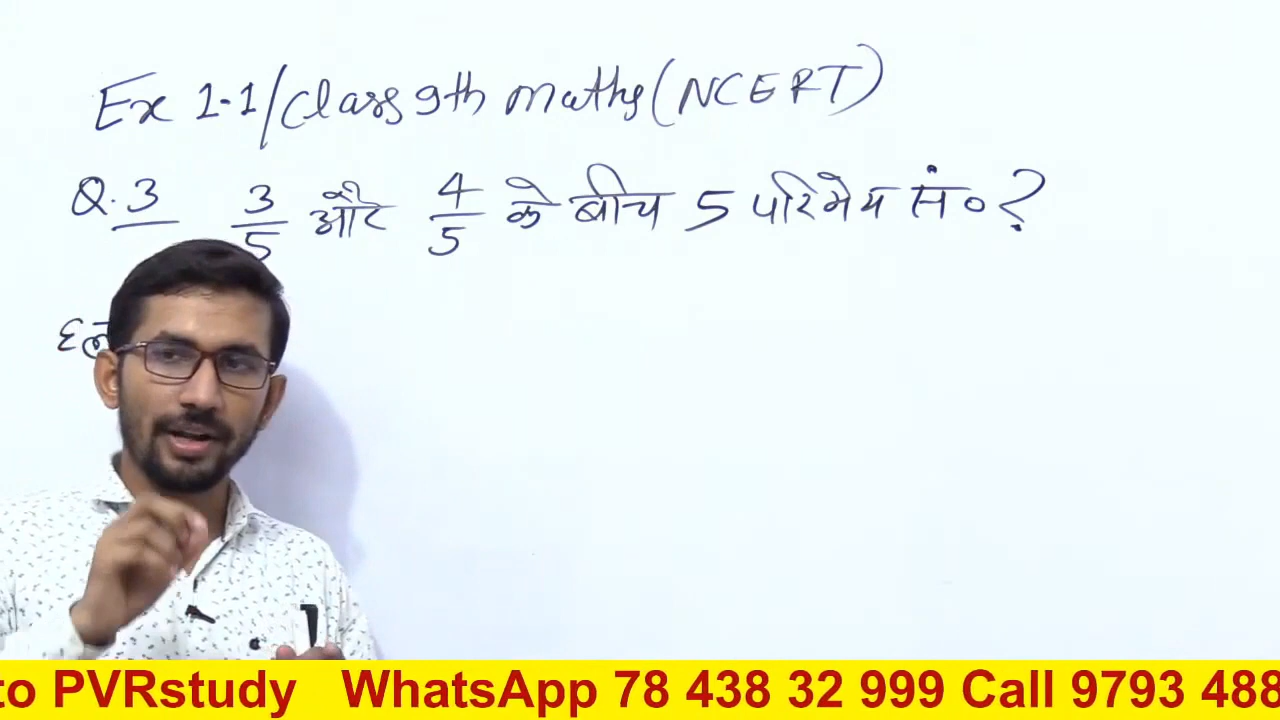 Ex 1.1/Class 9th maths (NCERT)
Q.3 3/5 और 4/5 के बीच 5 परिमेय सं० ?
to PVRstudy WhatsApp 78 438 32 999 Call 9793 488